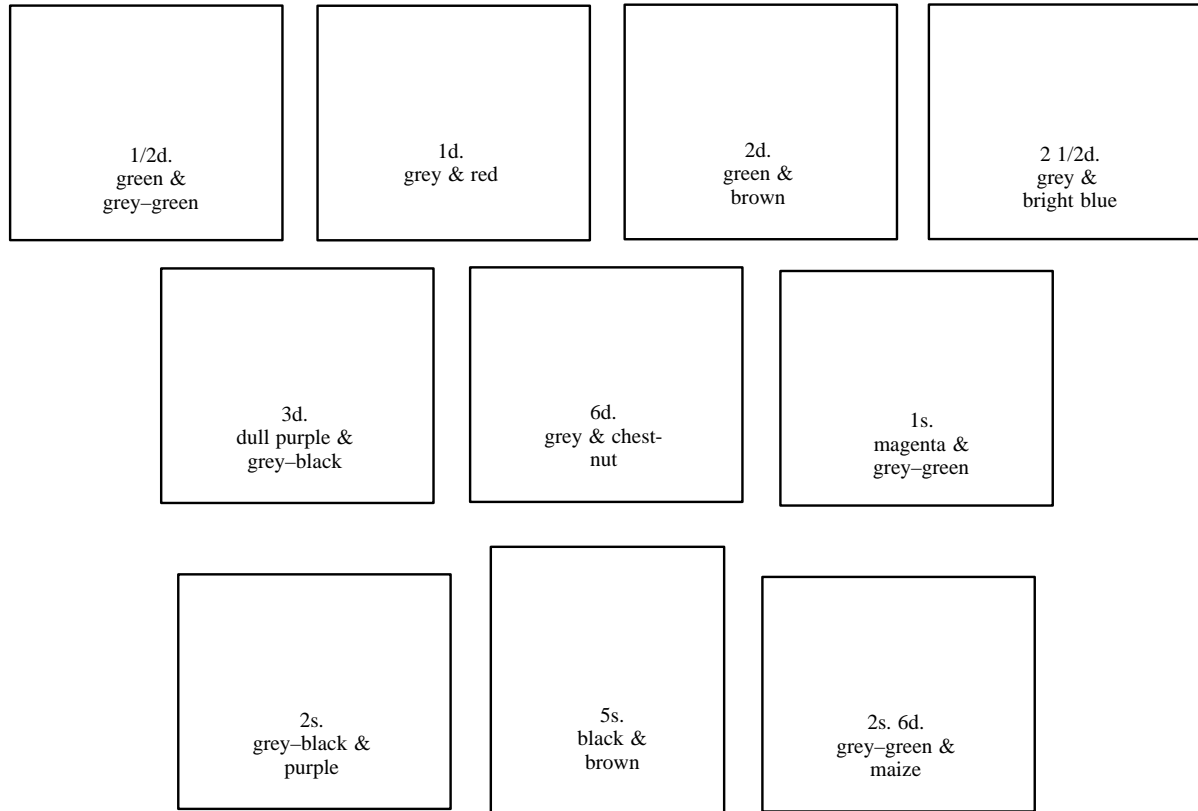 1/2d.
green &
grey–green
1d.
grey & red
2d.
green &
brown
2 1/2d.
grey &
bright blue
3d.
dull purple &
grey–black
6d.
grey & chest-
nut
1s.
magenta &
grey–green
2s.
grey–black &
purple
5s.
black &
brown
2s. 6d.
grey–green &
maize